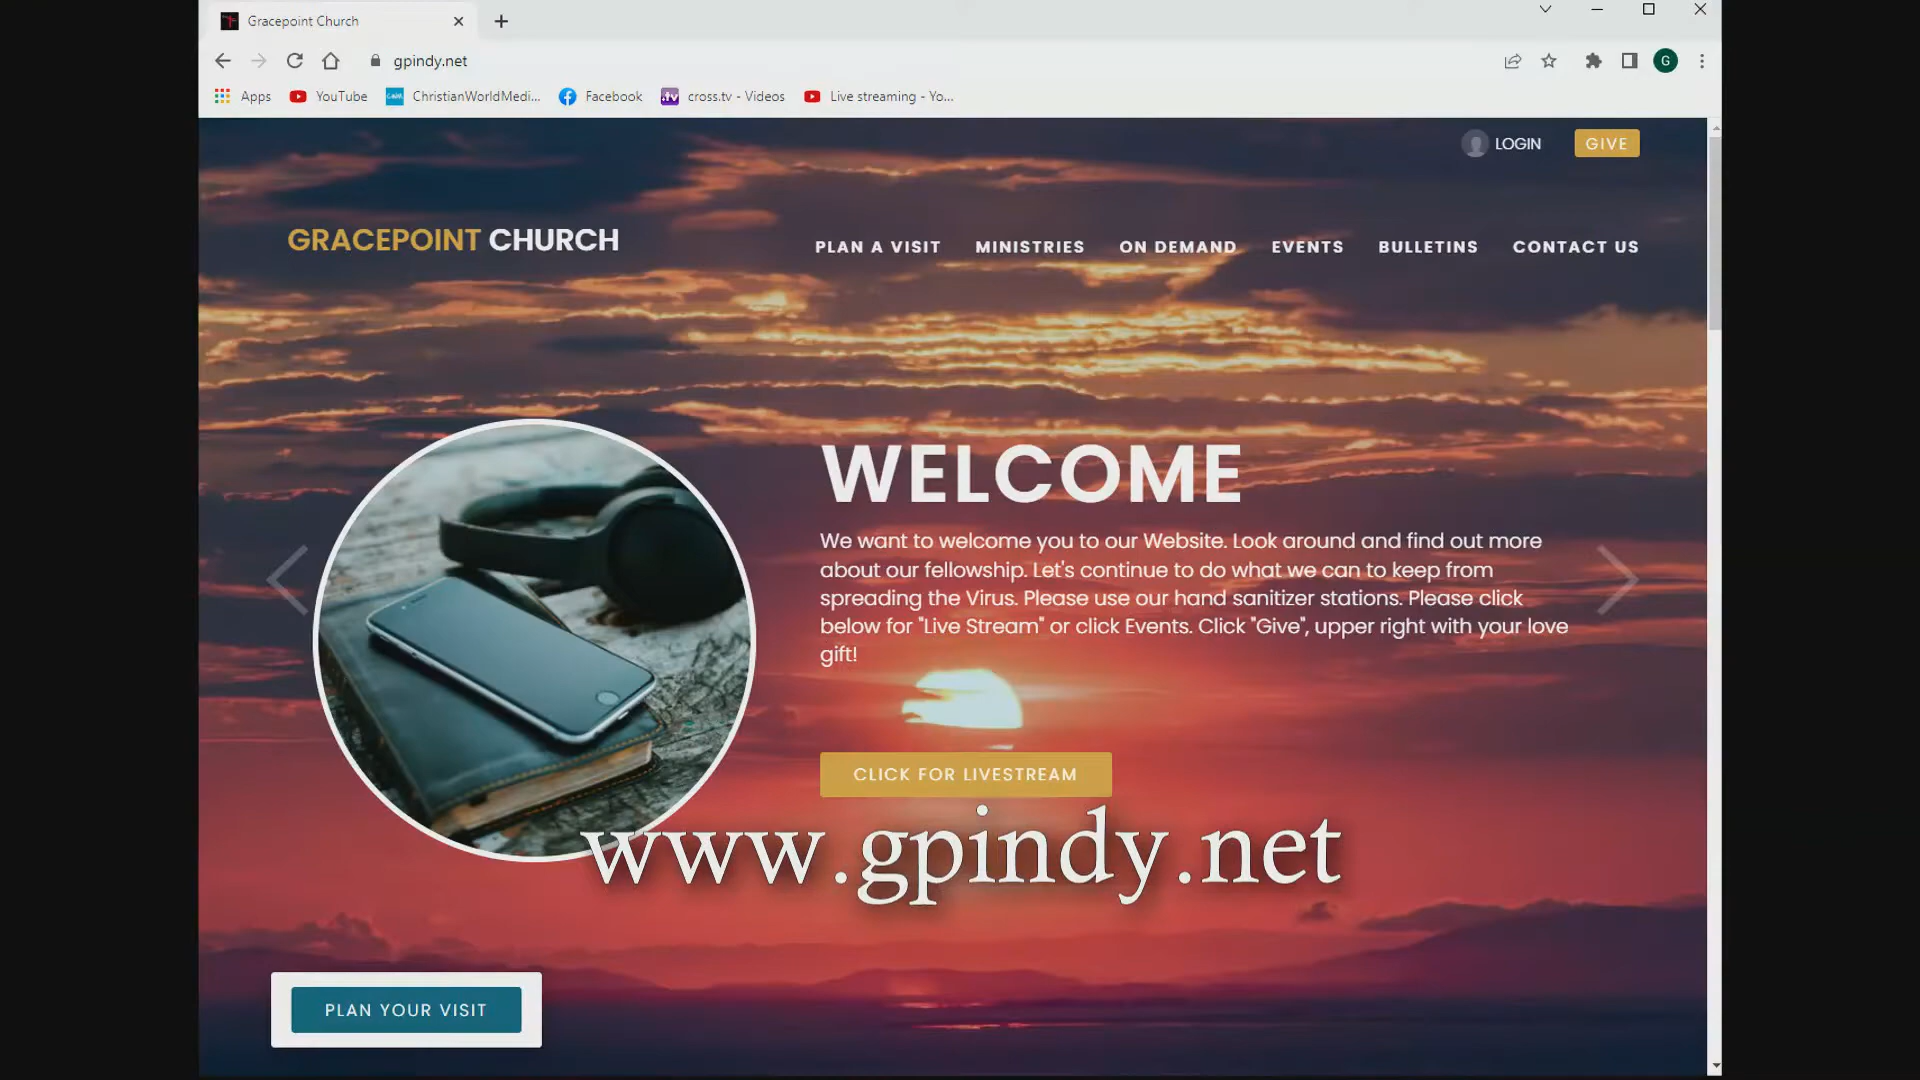 Gracepoint Church
gpindy.net
G
Apps
YouTube
ChristianWorldMedi...
Facebook
cross.tv - Videos
Live streaming - Yo...
LOGIN
GIVE
GRACEPOINT CHURCH
PLAN A VISIT
MINISTRIES
ON DEMAND
EVENTS
BULLETINS
CONTACT US
WELCOME
We want to welcome you to our Website. Look around and find out more
about our fellowship. Let's continue to do what we can to keep from
spreading the Virus. Please use our hand sanitizer stations. Please click
below for "Live Stream" or click Events. Click "Give", upper right with your love
gift!
CLICK FOR LIVESTREAM
www.gpindy.net
PLAN YOUR VISIT